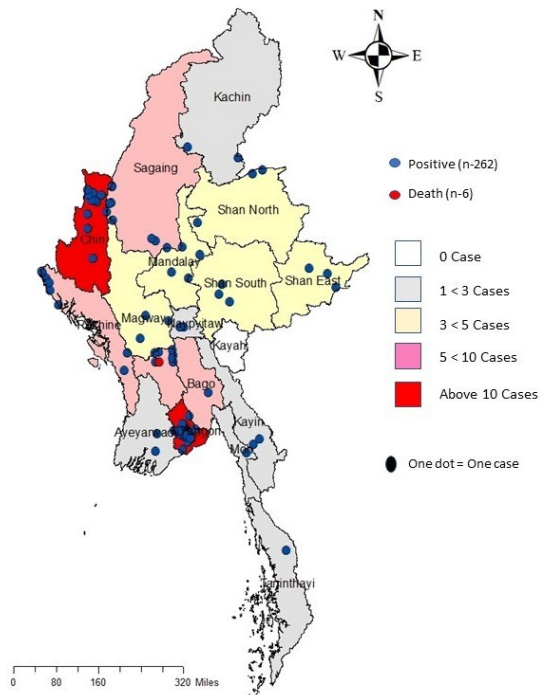 N
W E
S
Kachin
Sagaing
Positive (n-262)
Death (n-6)
Shan North
Chin
0 Case
Mandalay
Shan South
Shan East
1 < 3 Cases
Magway
Naypyitaw
3 < 5 Cases
Kayah
5 < 10 Cases
Bago
Above 10 Cases
Kayin
One dot = One case
0 80 160 320 Miles